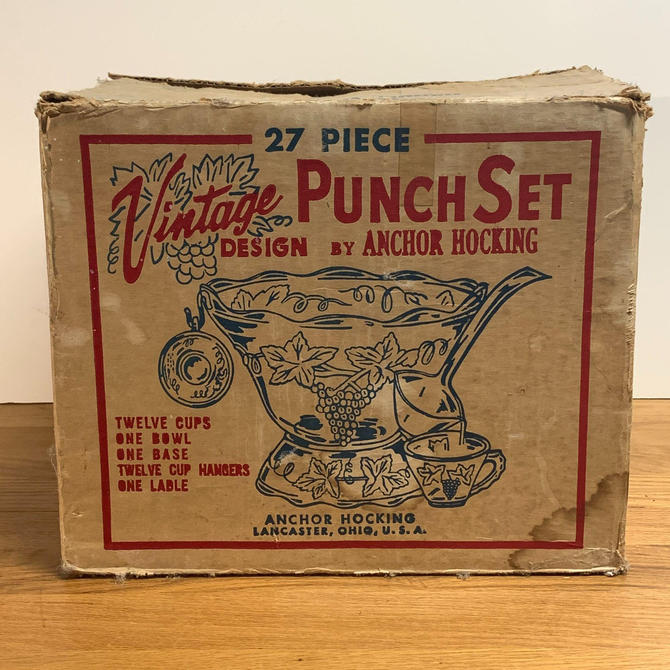 27 PIECE
Vintage PUNCH SET
DESIGN BY ANCHOR HOCKING
TWELVE CUPS
ONE BOWL
ONE BASE
TWELVE CUP HANGERS
ONE LADLE
ANCHOR HOCKING
LANCASTER, OHIO, U.S.A.